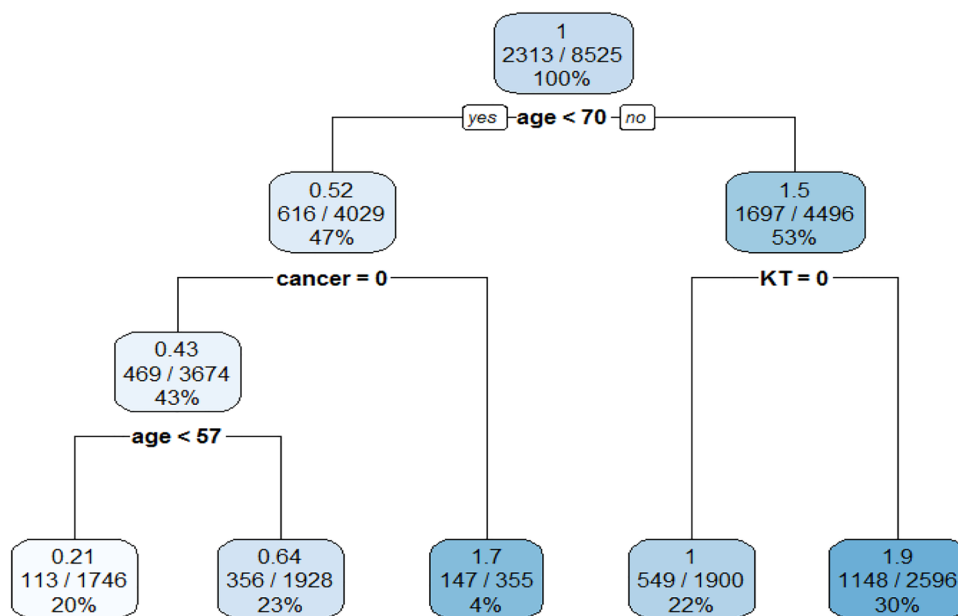 1
2313 / 8525
100%
yes age < 70 no
0.52
616 / 4029
47%
1.5
1697 / 4496
53%
cancer = 0
KT = 0
0.43
469 / 3674
43%
age < 57
0.21
113 / 1746
20%
0.64
356 / 1928
23%
1.7
147 / 355
4%
1
549 / 1900
22%
1.9
1148 / 2596
30%